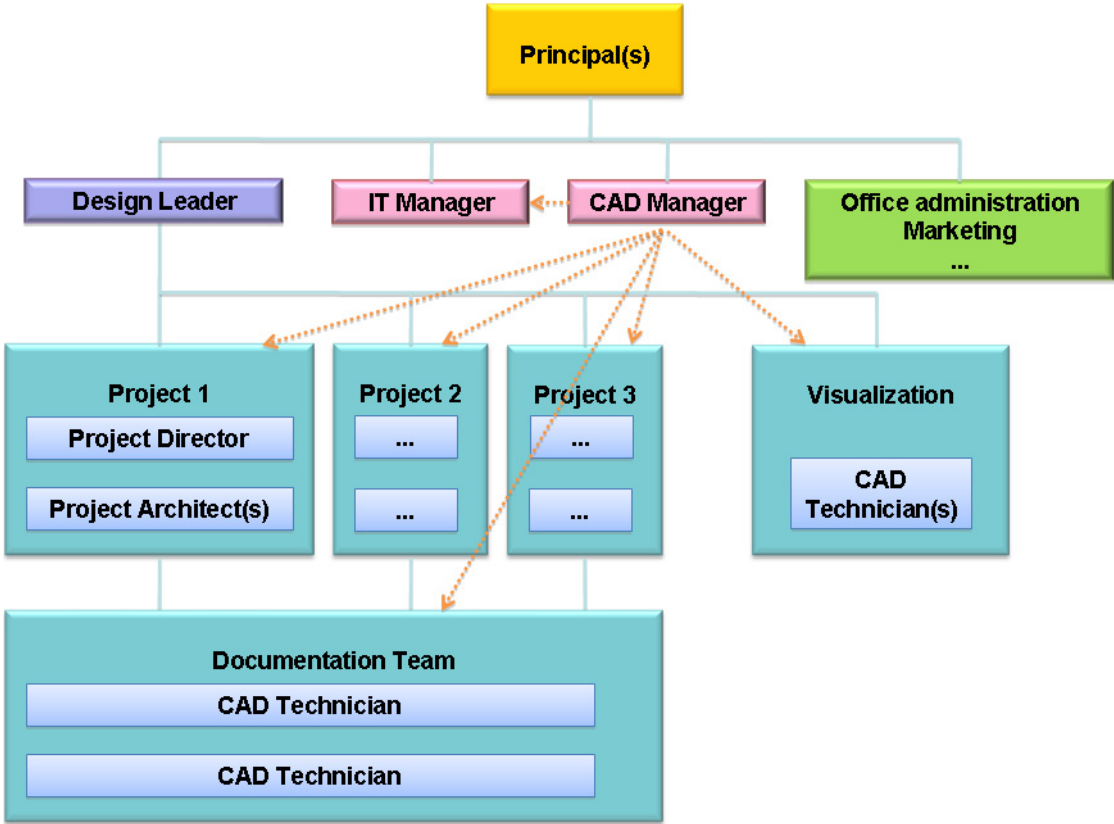 Principal(s)
Design Leader
IT Manager
CAD Manager
Office administration
Marketing
...
Project 1
Project Director
Project Architect(s)
Project 2
...
...
Project 3
...
...
Visualization
CAD
Technician(s)
Documentation Team
CAD Technician
CAD Technician